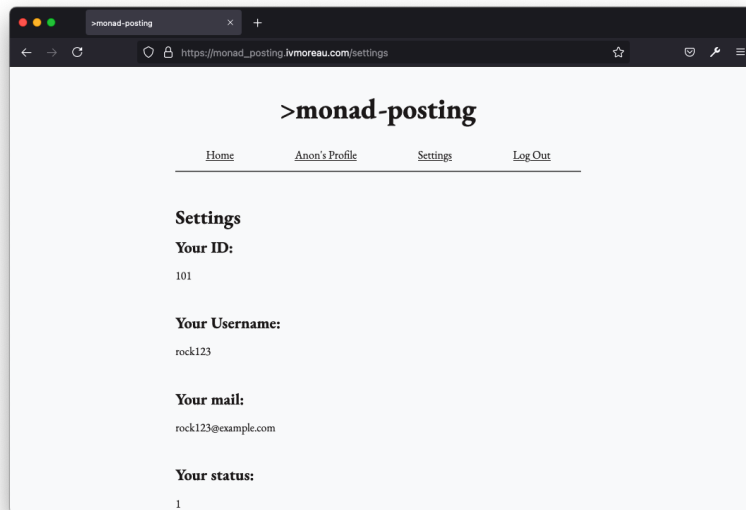 >monad-posting
https://monad_posting.ivmoreau.com/settings
>monad-posting
Home Anon's Profile Settings Log Out
Settings
Your ID:
101
Your Username:
rock123
Your mail:
rock123@example.com
Your status:
1